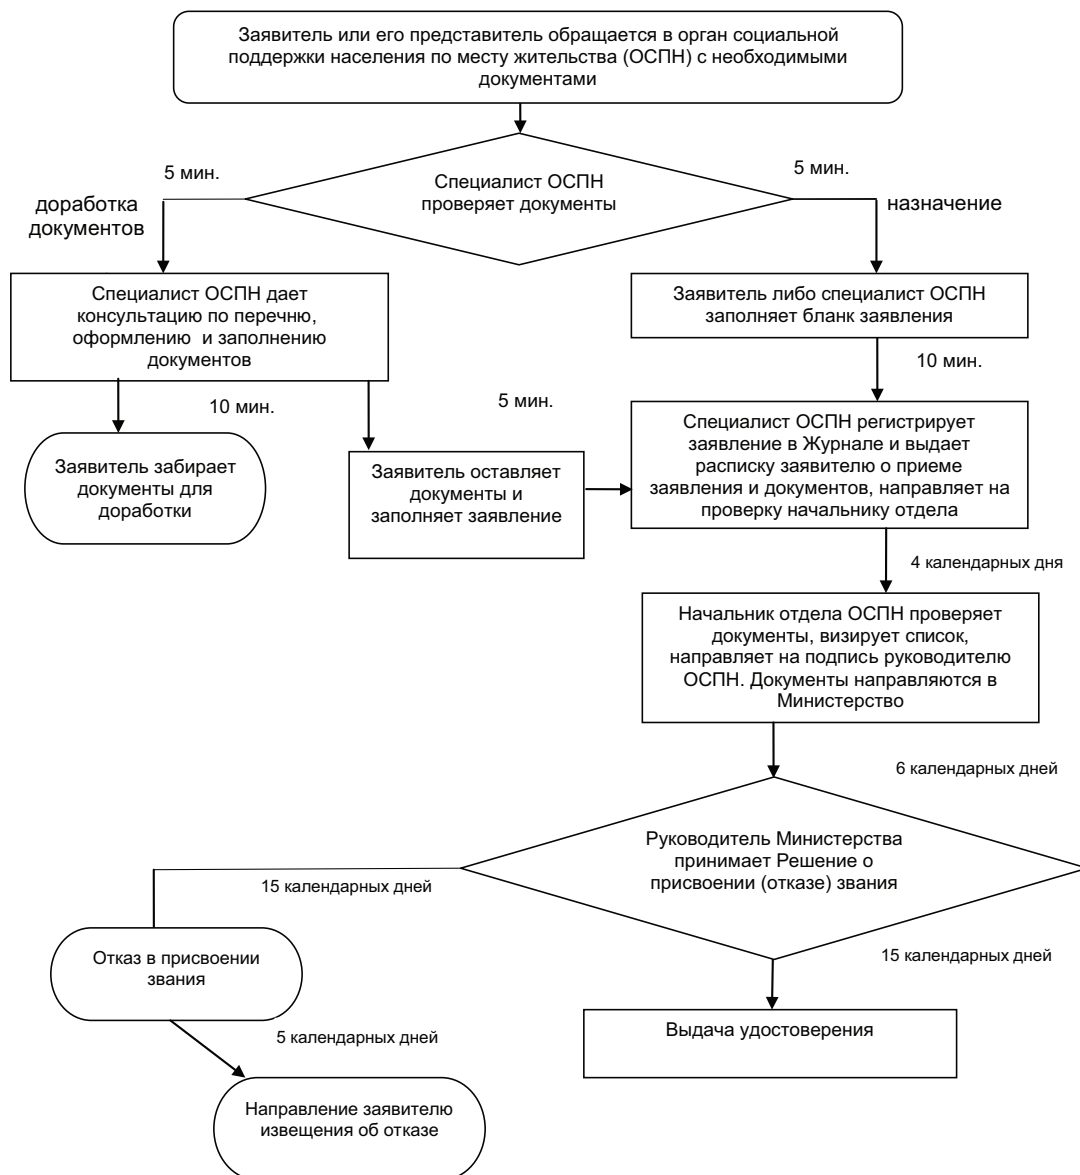 Заявитель или его представитель обращается в орган социальной
поддержки населения по месту жительства (ОСПН) с необходимыми
документами
5 мин.
5 мин.
Специалист ОСПН
проверяет документы
доработка
документов
назначение
Специалист ОСПН дает
консультацию по перечню,
оформлению и заполнению
документов
Заявитель либо специалист ОСПН
заполняет бланк заявления
10 мин.
10 мин.
5 мин.
Заявитель забирает
документы для
доработки
Заявитель оставляет
документы и
заполняет заявление
Специалист ОСПН регистрирует
заявление в Журнале и выдает
расписку заявителю о приеме
заявления и документов, направляет на
проверку начальнику отдела
4 календарных дня
Начальник отдела ОСПН проверяет
документы, визирует список,
направляет на подпись руководителю
ОСПН. Документы направляются в
Министерство
6 календарных дней
Руководитель Министерства
принимает Решение о
присвоении (отказе) звания
15 календарных дней
15 календарных дней
Отказ в присвоении
звания
Выдача удостоверения
5 календарных дней
Направление заявителю
извещения об отказе